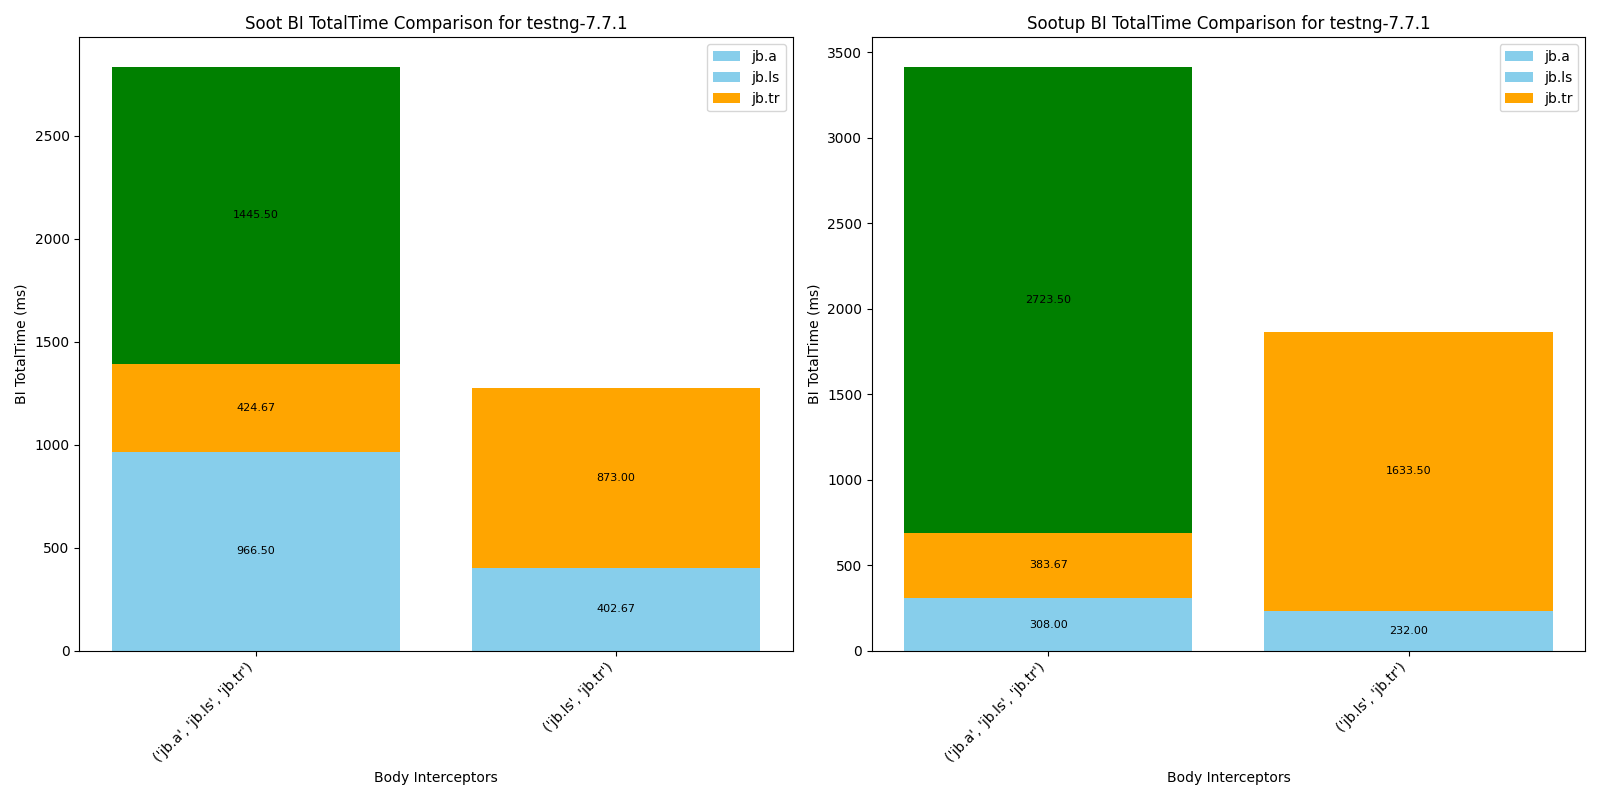 Soot BI TotalTime Comparison for testng-7.7.1
BI TotalTime (ms)
2500
2000
1500
1000
500
0
jb.a
jb.ls
jb.tr
1445.50
424.67
966.50
873.00
402.67
('jb.a', 'jb.ls', 'jb.tr')
('jb.ls', 'jb.tr')
Body Interceptors
Sootup BI TotalTime Comparison for testng-7.7.1
BI TotalTime (ms)
3500
3000
2500
2000
1500
1000
500
0
jb.a
jb.ls
jb.tr
2723.50
383.67
308.00
1633.50
232.00
('jb.a', 'jb.ls', 'jb.tr')
('jb.ls', 'jb.tr')
Body Interceptors